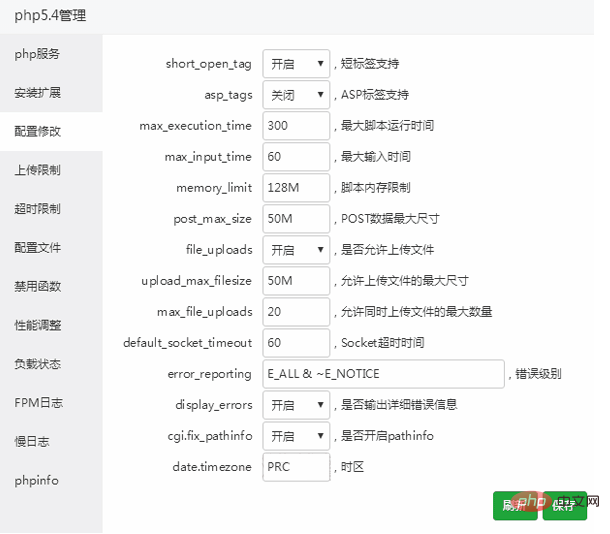 php5.4管理
php服务
安装扩展
配置修改
上传限制
超时限制
配置文件
禁用函数
性能调整
负载状态
FPM日志
慢日志
phpinfo
short_open_tag 开启 , 短标签支持
asp_tags 关闭 , ASP标签支持
max_execution_time 300 , 最大脚本运行时间
max_input_time 60 , 最大输入时间
memory_limit 128M , 脚本内存限制
post_max_size 50M , POST数据最大尺寸
file_uploads 开启 , 是否允许上传文件
upload_max_filesize 50M , 允许上传文件的最大尺寸
max_file_uploads 20 , 允许同时上传文件的最大数量
default_socket_timeout 60 , Socket超时时间
error_reporting E_ALL & ~E_NOTICE , 错误级别
display_errors 开启 , 是否输出详细错误信息
cgi.fix_pathinfo 开启 , 是否开启pathinfo
date.timezone PRC , 时区
刷新 保存
php 中文网